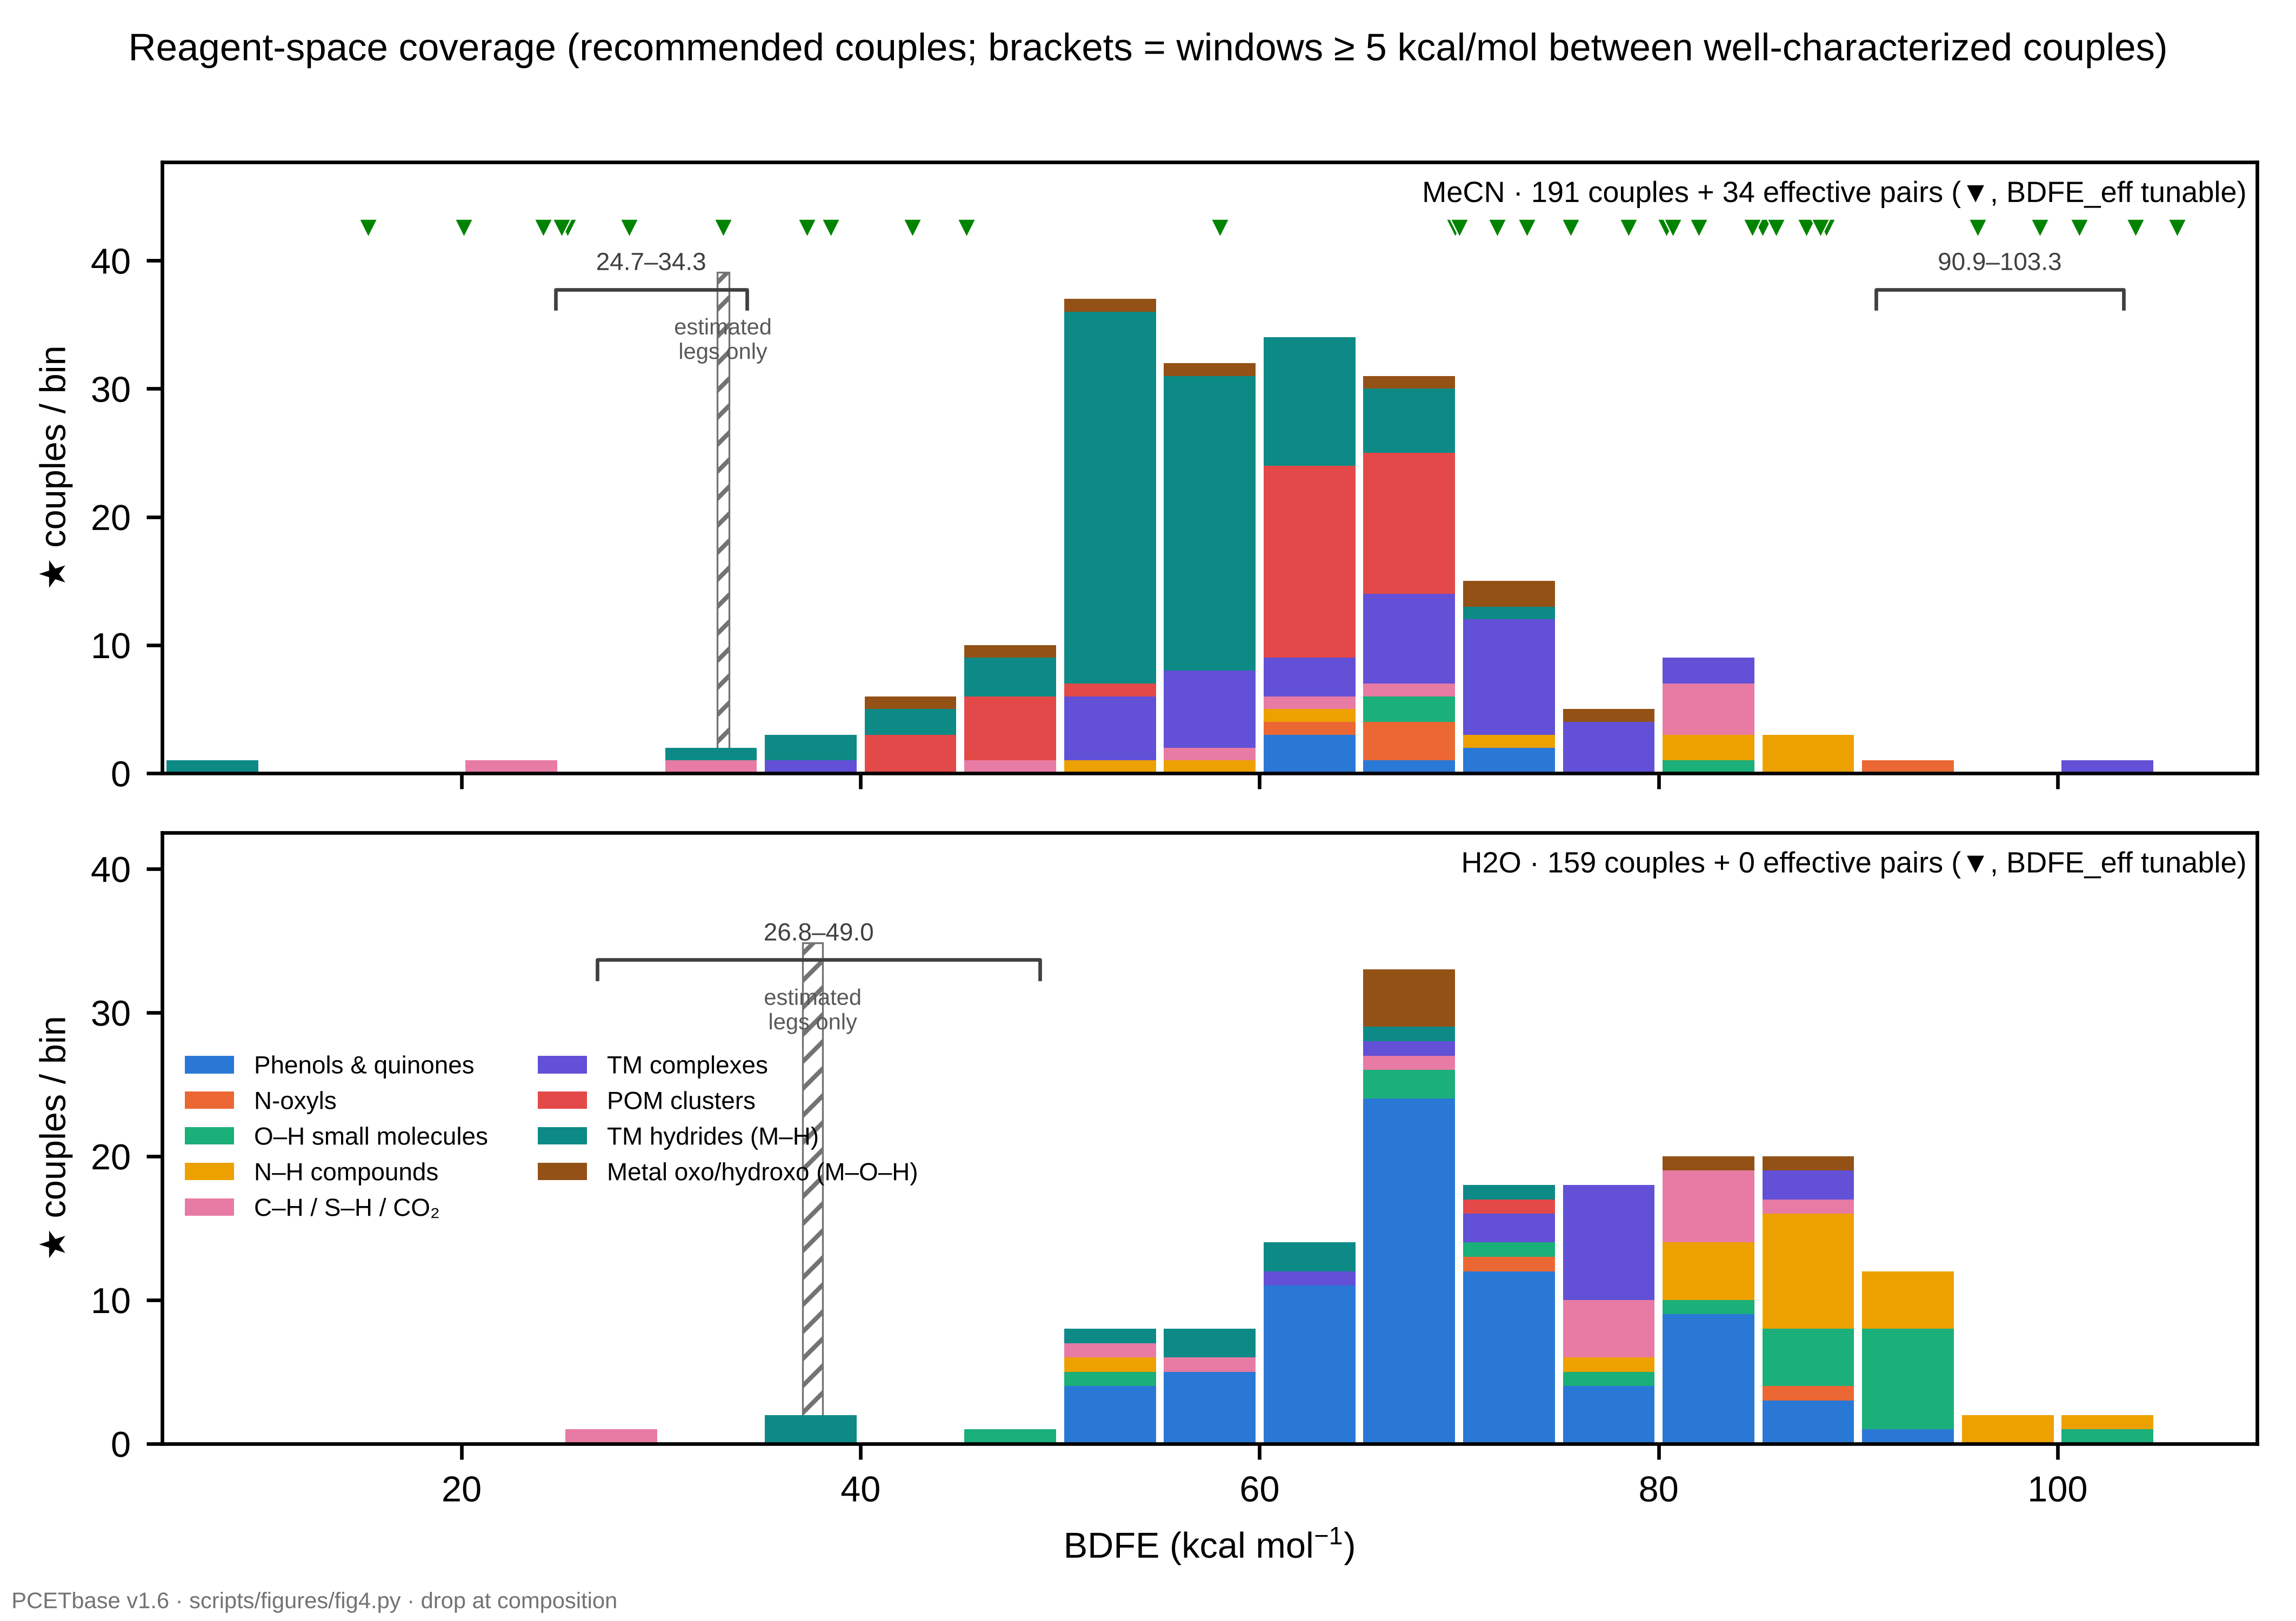 Reagent-space coverage (recommended couples; brackets = windows ≥ 5 kcal/mol between well-characterized couples)
MeCN · 191 couples + 34 effective pairs (▼, BDFE_eff tunable)
24.7–34.3
90.9–103.3
estimated
legs only
★ couples / bin
40
30
20
10
0
H2O · 159 couples + 0 effective pairs (▼, BDFE_eff tunable)
26.8–49.0
estimated
legs only
★ couples / bin
40
30
20
10
0
Phenols & quinones
N-oxyls
O–H small molecules
N–H compounds
C–H / S–H / CO₂
TM complexes
POM clusters
TM hydrides (M–H)
Metal oxo/hydroxo (M–O–H)
20 40 60 80 100
BDFE (kcal mol⁻¹)
PCETbase v1.6 · scripts/figures/fig4.py · drop at composition